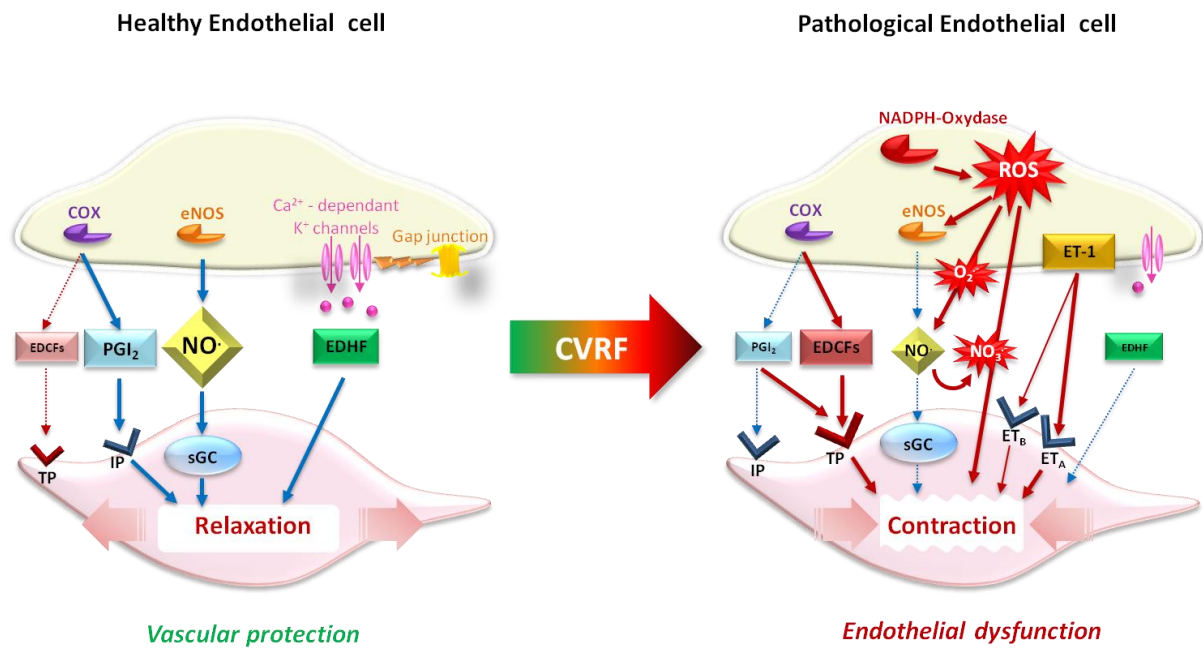 Healthy Endothelial cell
COX
eNOS
Ca²⁺ - dependant
K⁺ channels
Gap junction
EDCFs
PGI₂
NO·
EDHF
TP
IP
sGC
Relaxation
Vascular protection
CVRF
Pathological Endothelial cell
NADPH-Oxydase
ROS
COX
eNOS
ET-1
O₂⁻
PGI₂
EDCFs
NO·
NO₃⁻
EDHF
IP
TP
sGC
ET_B
ET_A
Contraction
Endothelial dysfunction